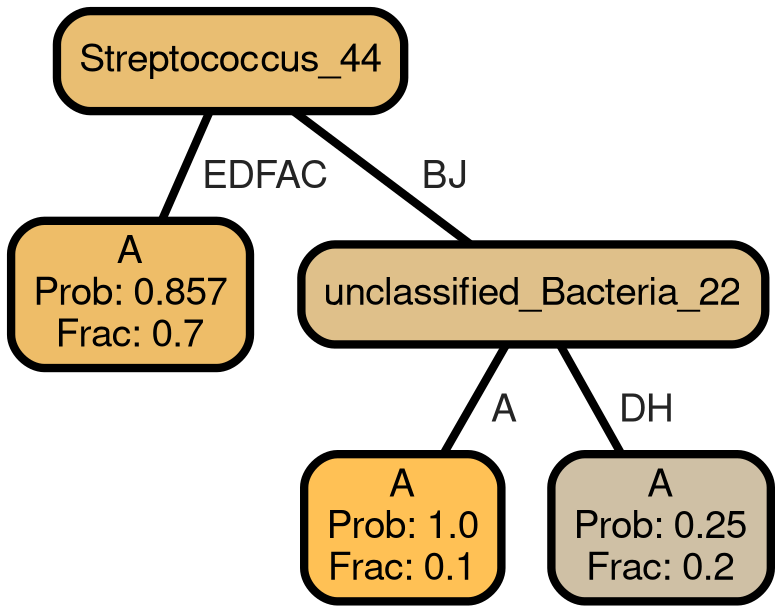 Streptococcus_44
EDFAC
BJ
A
Prob: 0.857
Frac: 0.7
unclassified_Bacteria_22
A
DH
A
Prob: 1.0
Frac: 0.1
A
Prob: 0.25
Frac: 0.2